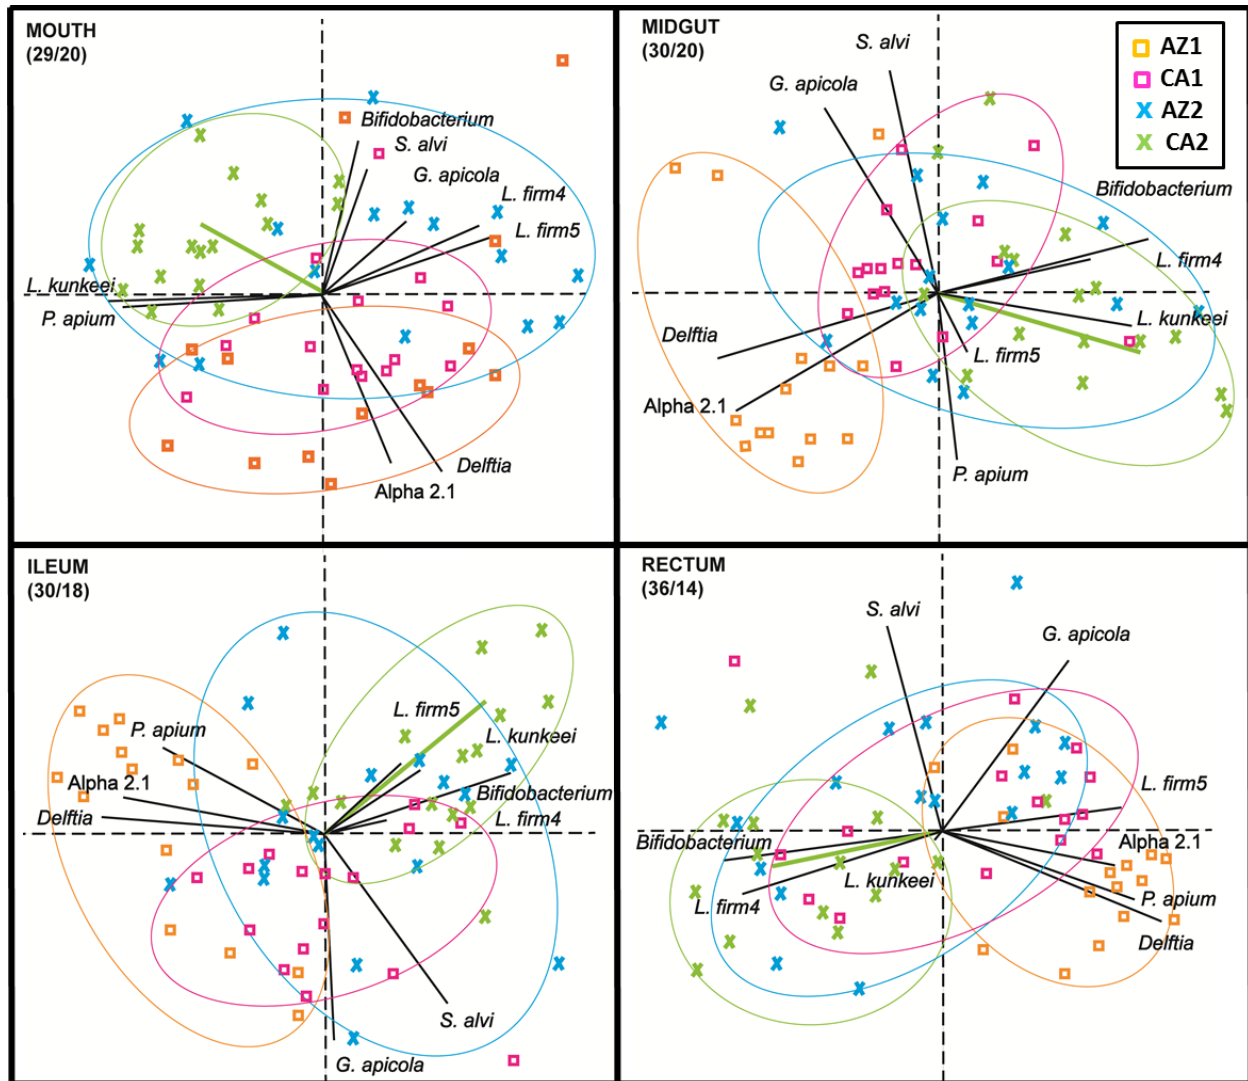 MOUTH
(29/20)
Bifidobacterium
S. alvi
G. apicola
L. firm4
L. firm5
L. kunkeei
P. apium
Delftia
Alpha 2.1
MIDGUT
(30/20)
S. alvi
G. apicola
Bifidobacterium
L. firm4
L. kunkeei
Delftia
L. firm5
Alpha 2.1
P. apium
AZ1
CA1
AZ2
CA2
ILEUM
(30/18)
L. firm5
P. apium
L. kunkeei
Alpha 2.1
Bifidobacterium
Delftia
L. firm4
S. alvi
G. apicola
RECTUM
(36/14)
S. alvi
G. apicola
L. firm5
Bifidobacterium
Alpha 2.1
L. kunkeei
P. apium
L. firm4
Delftia